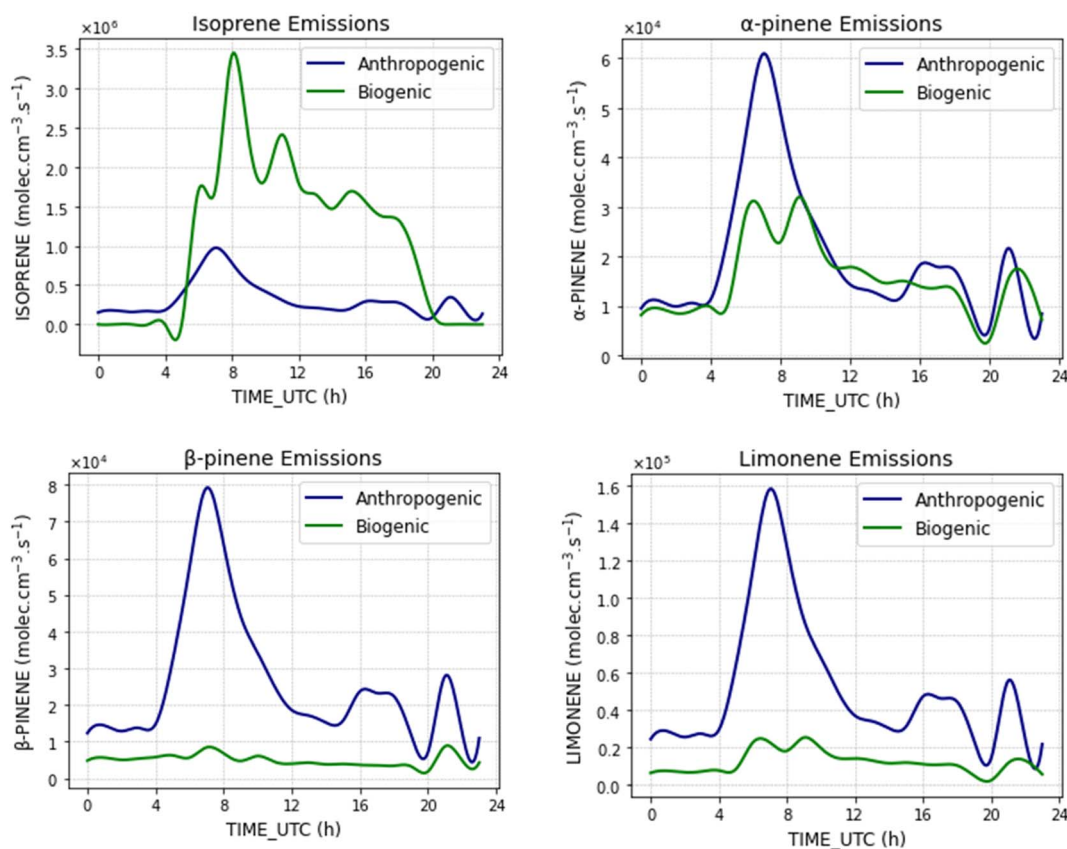 Isoprene Emissions
×10⁶
ISOPRENE (molec.cm⁻³.s⁻¹)
3.5
3.0
2.5
2.0
1.5
1.0
0.5
0.0
Anthropogenic
Biogenic
0 4 8 12 16 20 24
TIME_UTC (h)
α-pinene Emissions
×10⁴
α-PINENE (molec.cm⁻³.s⁻¹)
6
5
4
3
2
1
0
Anthropogenic
Biogenic
0 4 8 12 16 20 24
TIME_UTC (h)
β-pinene Emissions
×10⁴
β-PINENE (molec.cm⁻³.s⁻¹)
8
7
6
5
4
3
2
1
0
Anthropogenic
Biogenic
0 4 8 12 16 20 24
TIME_UTC (h)
Limonene Emissions
×10⁵
LIMONENE (molec.cm⁻³.s⁻¹)
1.6
1.4
1.2
1.0
0.8
0.6
0.4
0.2
0.0
Anthropogenic
Biogenic
0 4 8 12 16 20 24
TIME_UTC (h)